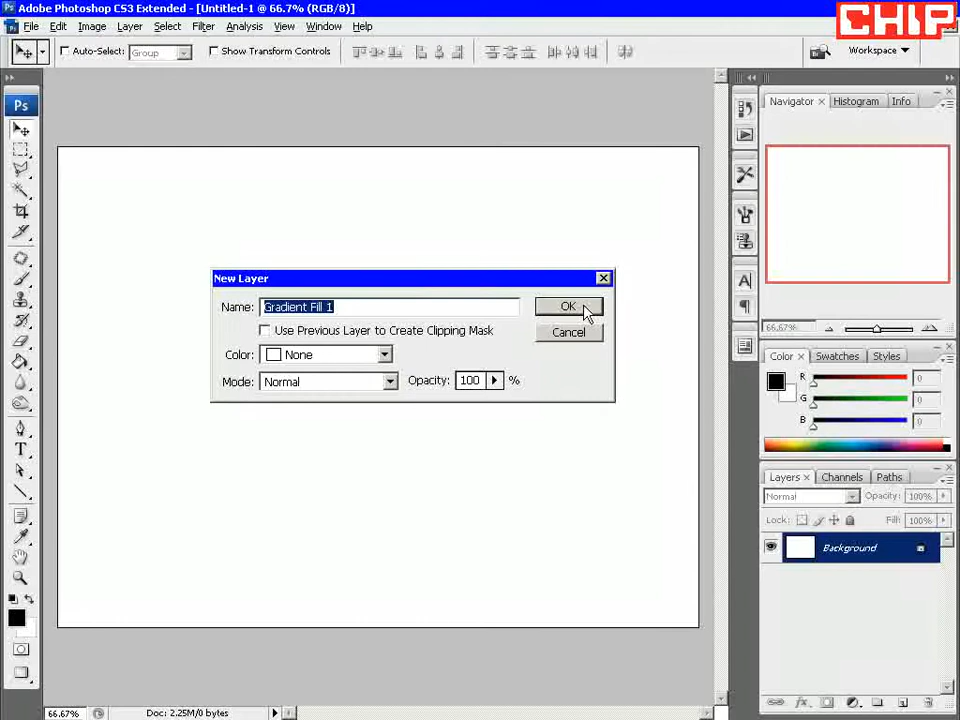 Adobe Photoshop CS3 Extended - [Untitled-1 @ 66.7% (RGB/8)]
CHIP
File Edit Image Layer Select Filter Analysis View Window Help
Auto-Select: Group Show Transform Controls Workspace
Ps
Navigator Histogram Info
New Layer
Name: Gradient Fill 1 OK
Use Previous Layer to Create Clipping Mask Cancel
Color: None
Mode: Normal Opacity: 100 %
66.67%
Color Swatches Styles
R 0
G 0
B 0
Layers Channels Paths
Normal Opacity: 100%
Lock: Fill: 100%
Background
66.67% Doc: 2.25M/0 bytes